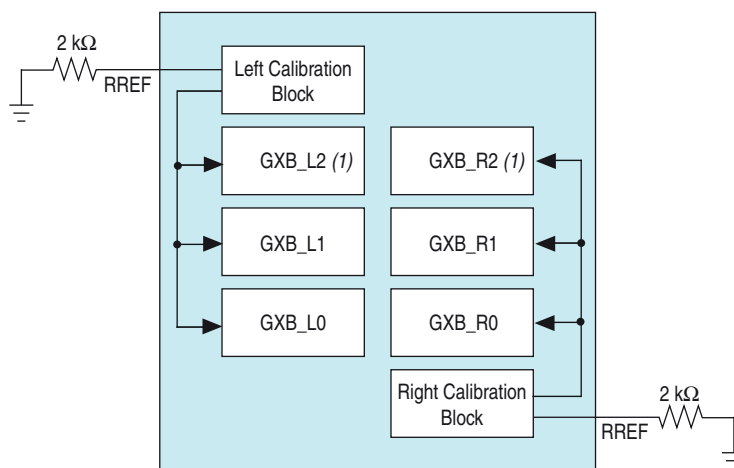 2 kΩ
RREF
Left Calibration
Block
GXB_L2 (1)
GXB_R2 (1)
GXB_L1
GXB_R1
GXB_L0
GXB_R0
Right Calibration
Block
2 kΩ
RREF